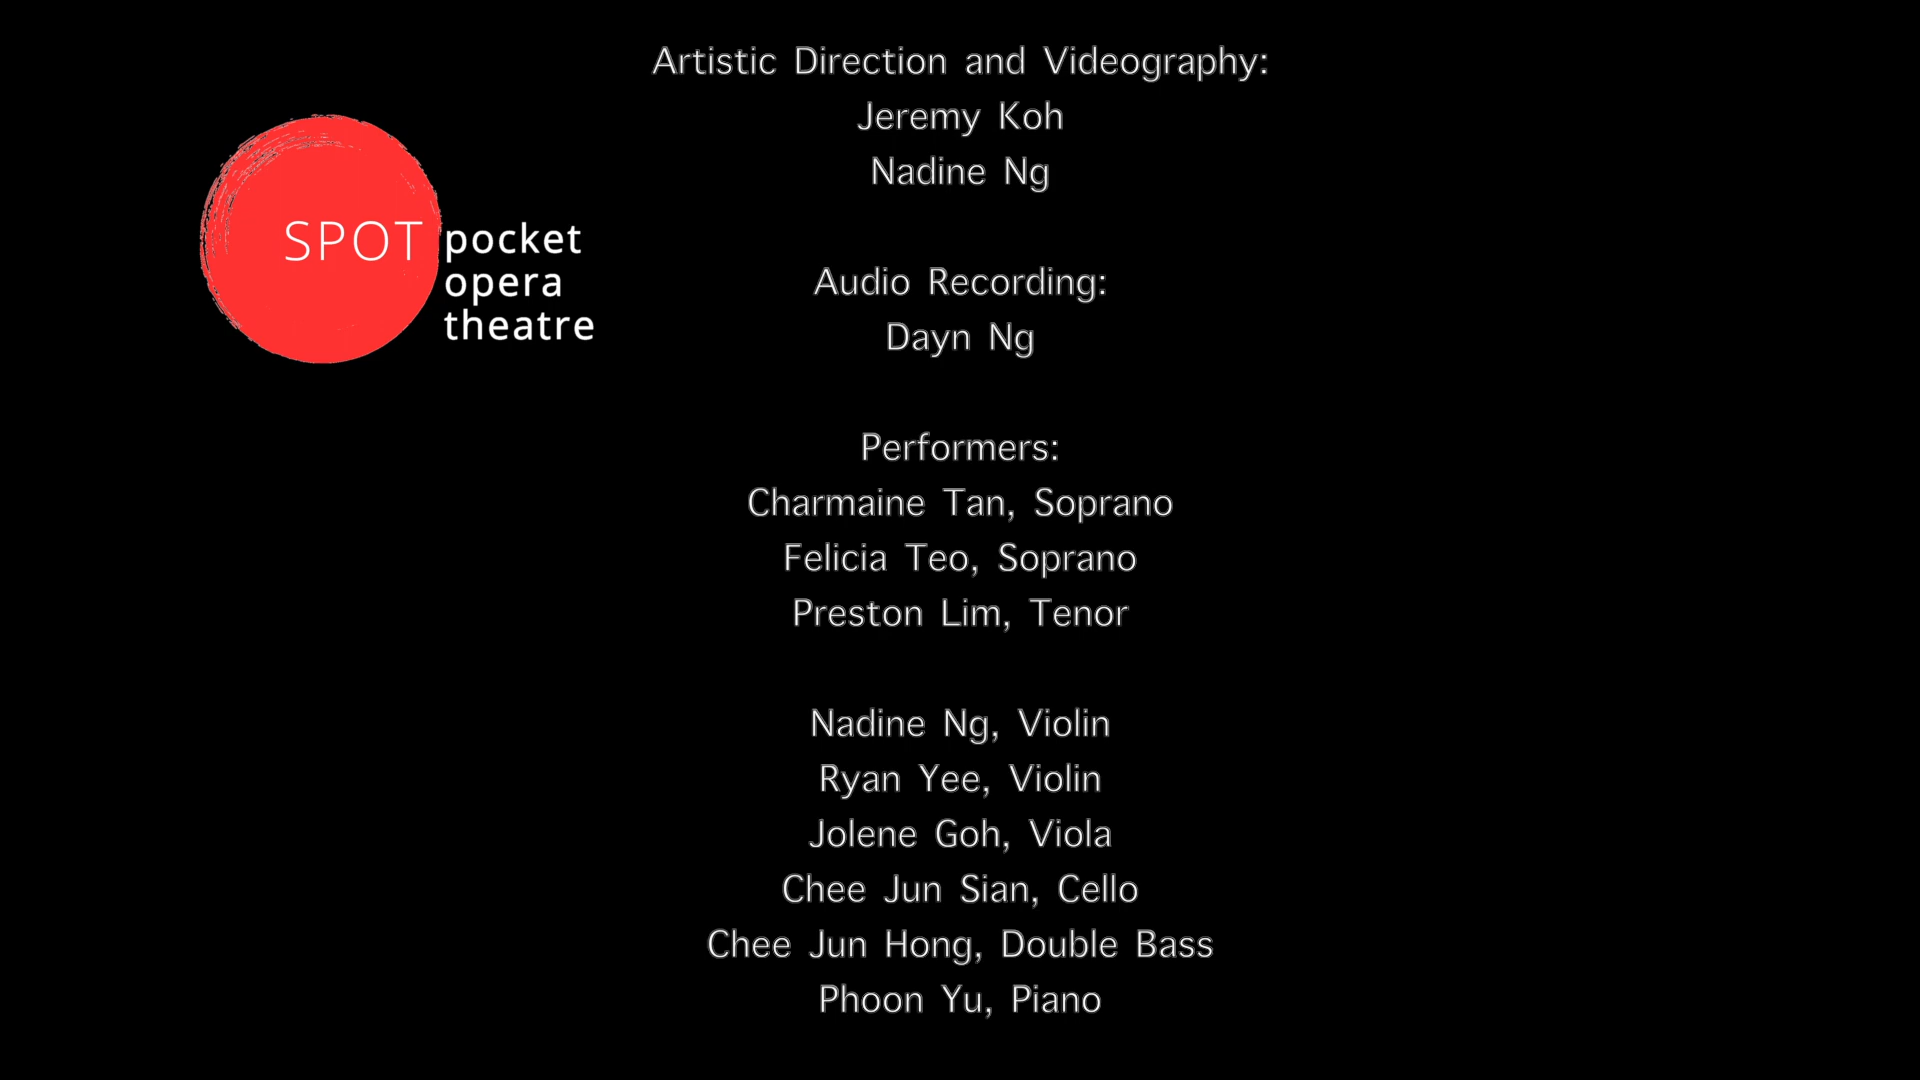 SPOT pocket
opera
theatre
Artistic Direction and Videography:
Jeremy Koh
Nadine Ng
Audio Recording:
Dayn Ng
Performers:
Charmaine Tan, Soprano
Felicia Teo, Soprano
Preston Lim, Tenor
Nadine Ng, Violin
Ryan Yee, Violin
Jolene Goh, Viola
Chee Jun Sian, Cello
Chee Jun Hong, Double Bass
Phoon Yu, Piano